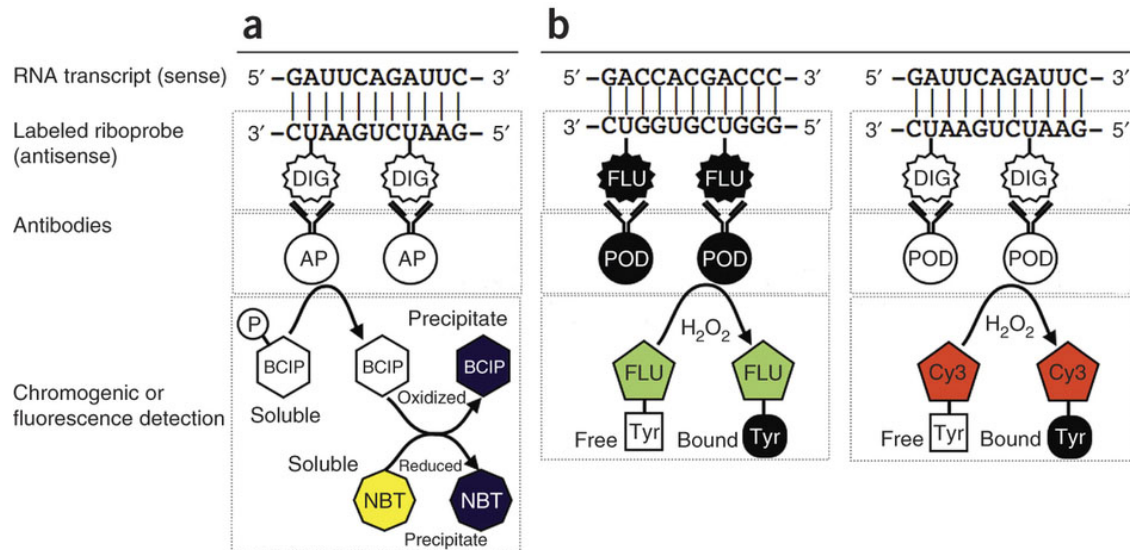 a
b
RNA transcript (sense)
5′ -GAUUCAGAUUC- 3′
5′ -GACCACGACCC- 3′
5′ -GAUUCAGAUUC- 3′
Labeled riboprobe
(antisense)
3′ -CUAAGUCUAAG- 5′
3′ -CUGGUGCUGGG- 5′
3′ -CUAAGUCUAAG- 5′
DIG DIG
FLU FLU
DIG DIG
Antibodies
AP AP
POD POD
POD POD
Chromogenic or
fluorescence detection
P
BCIP
Soluble
BCIP
Precipitate
BCIP
Oxidized
Soluble
Reduced
NBT
NBT
Precipitate
H₂O₂
FLU FLU
Free Tyr Bound Tyr
H₂O₂
Cy3 Cy3
Free Tyr Bound Tyr